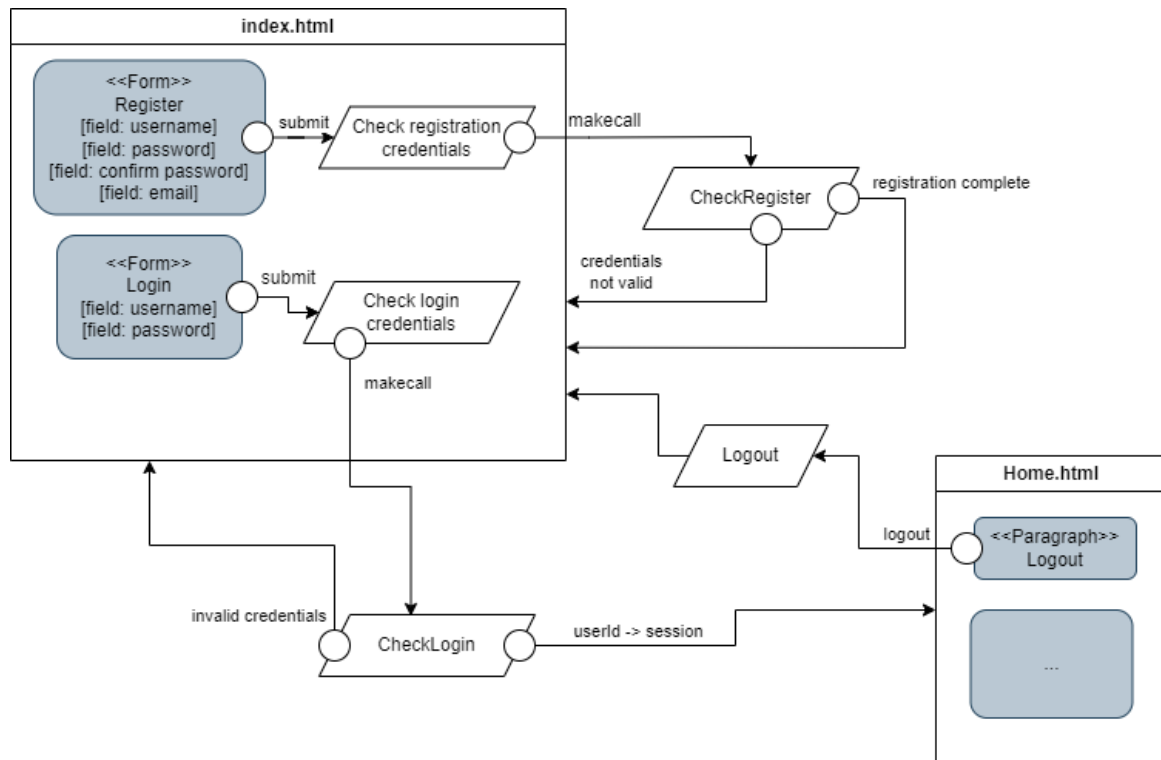 index.html
<<Form>>
Register
[field: username]
[field: password]
[field: confirm password]
[field: email]
submit
Check registration
credentials
makecall
CheckRegister
registration complete
credentials
not valid
<<Form>>
Login
[field: username]
[field: password]
submit
Check login
credentials
makecall
Logout
Home.html
logout
<<Paragraph>>
Logout
invalid credentials
CheckLogin
userId -> session
...